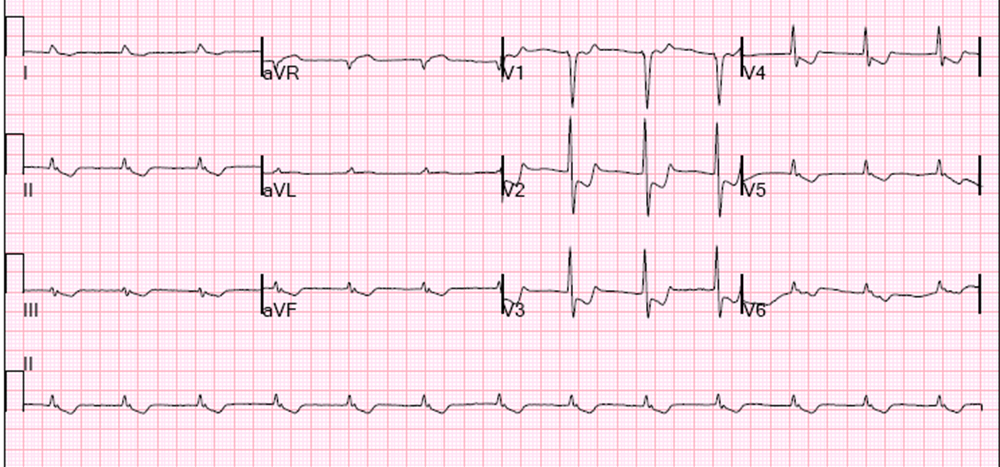 I aVR V1 V4
II aVL V2 V5
III aVF V3 V6
II